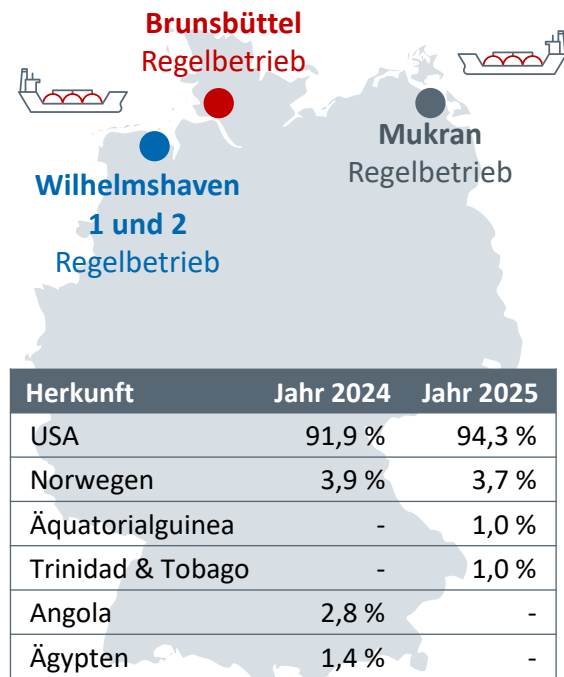 Brunsbüttel
Regelbetrieb
Mukran
Regelbetrieb
Wilhelmshaven
1 und 2
Regelbetrieb
Herkunft Jahr 2024 Jahr 2025
USA 91,9 % 94,3 %
Norwegen 3,9 % 3,7 %
Äquatorialguinea - 1,0 %
Trinidad & Tobago - 1,0 %
Angola 2,8 % -
Ägypten 1,4 % -